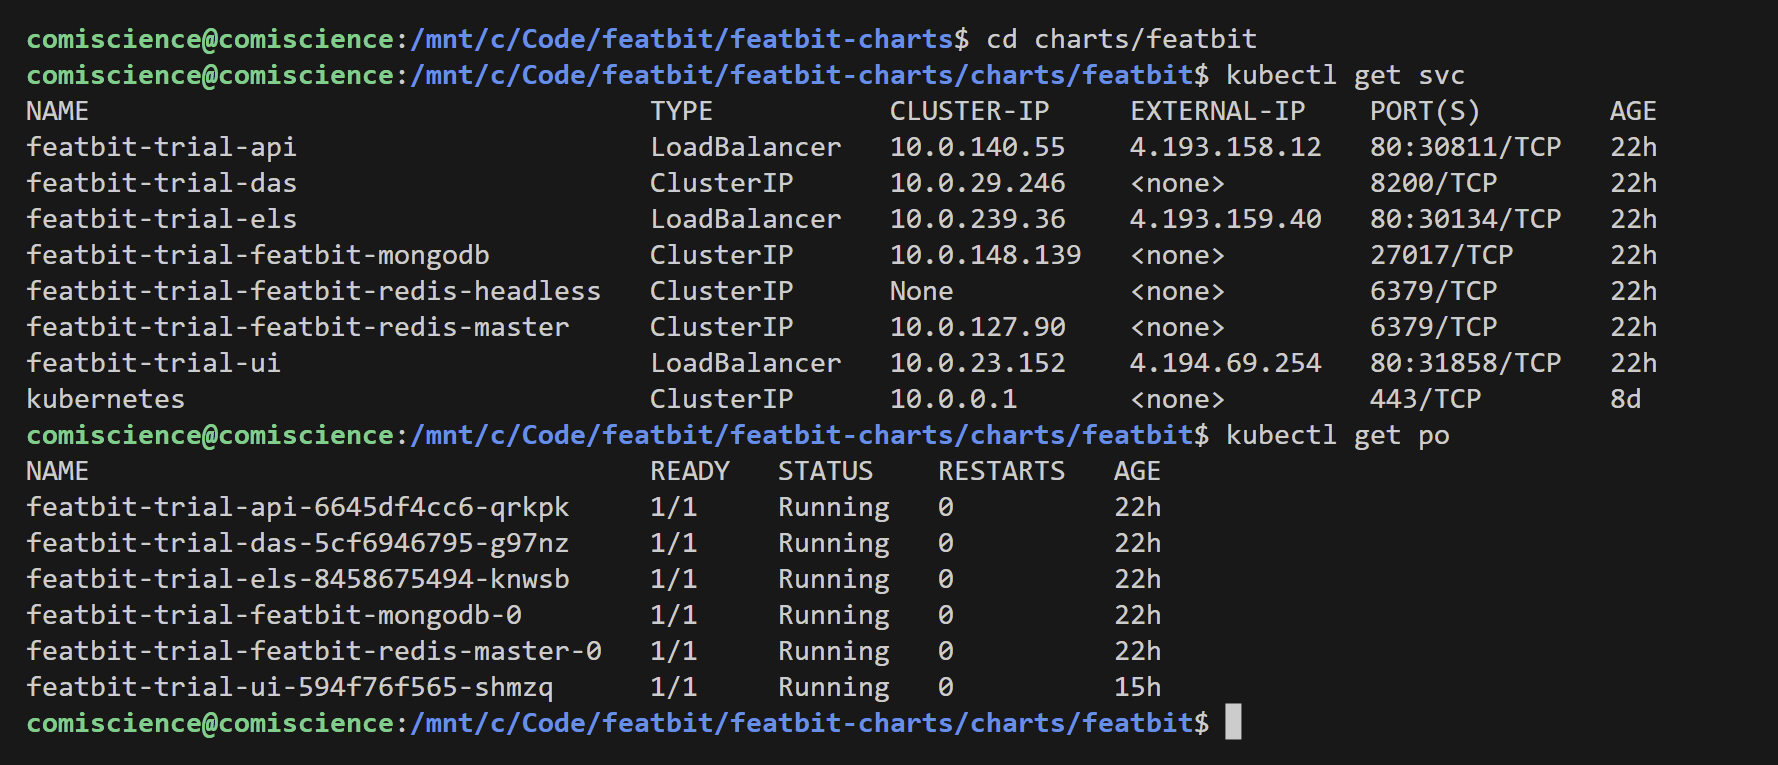 comiscience@comiscience:/mnt/c/Code/featbit/featbit-charts$ cd charts/featbit
comiscience@comiscience:/mnt/c/Code/featbit/featbit-charts/charts/featbit$ kubectl get svc
NAME                                   TYPE           CLUSTER-IP     EXTERNAL-IP    PORT(S)        AGE
featbit-trial-api                      LoadBalancer   10.0.140.55    4.193.158.12   80:30811/TCP   22h
featbit-trial-das                      ClusterIP      10.0.29.246    <none>         8200/TCP       22h
featbit-trial-els                      LoadBalancer   10.0.239.36    4.193.159.40   80:30134/TCP   22h
featbit-trial-featbit-mongodb          ClusterIP      10.0.148.139   <none>         27017/TCP      22h
featbit-trial-featbit-redis-headless   ClusterIP      None           <none>         6379/TCP       22h
featbit-trial-featbit-redis-master     ClusterIP      10.0.127.90    <none>         6379/TCP       22h
featbit-trial-ui                       LoadBalancer   10.0.23.152    4.194.69.254   80:31858/TCP   22h
kubernetes                             ClusterIP      10.0.0.1       <none>         443/TCP        8d
comiscience@comiscience:/mnt/c/Code/featbit/featbit-charts/charts/featbit$ kubectl get po
NAME                                   READY   STATUS    RESTARTS   AGE
featbit-trial-api-6645df4cc6-qrkpk     1/1     Running   0          22h
featbit-trial-das-5cf6946795-g97nz     1/1     Running   0          22h
featbit-trial-els-8458675494-knwsb     1/1     Running   0          22h
featbit-trial-featbit-mongodb-0        1/1     Running   0          22h
featbit-trial-featbit-redis-master-0   1/1     Running   0          22h
featbit-trial-ui-594f76f565-shmzq      1/1     Running   0          15h
comiscience@comiscience:/mnt/c/Code/featbit/featbit-charts/charts/featbit$